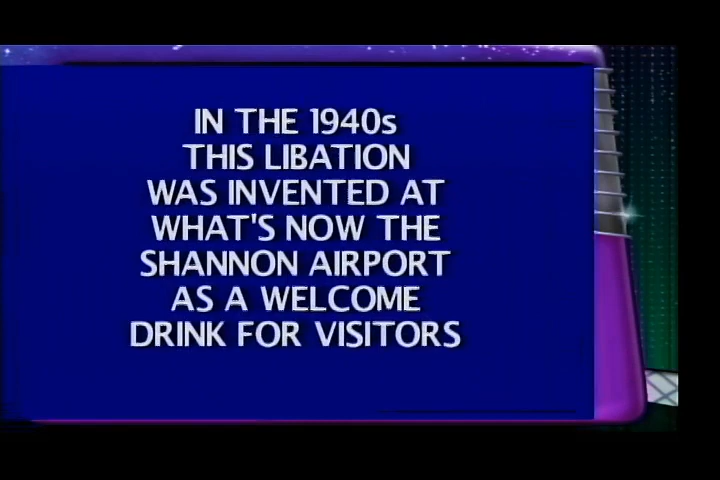 IN THE 1940s
THIS LIBATION
WAS INVENTED AT
WHAT'S NOW THE
SHANNON AIRPORT
AS A WELCOME
DRINK FOR VISITORS